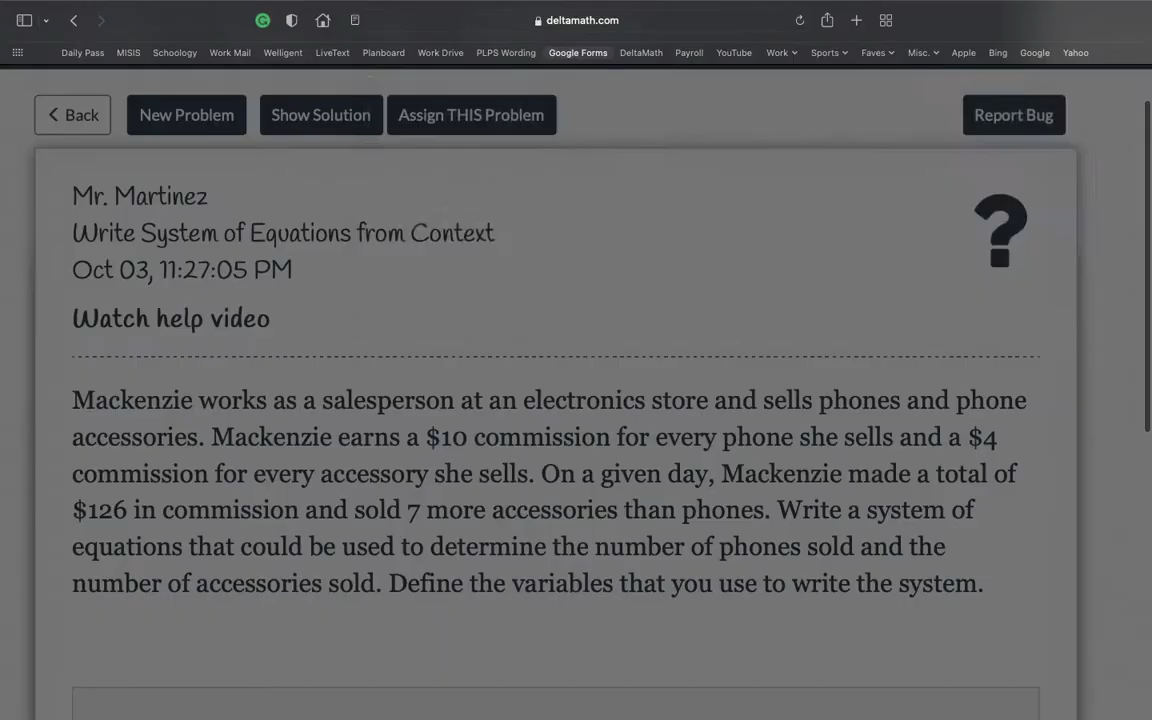 deltamath.com
Daily Pass MISIS Schoology Work Mail Welligent LiveText Planboard Work Drive PLPS Wording Google Forms DeltaMath Payroll YouTube Work Sports Faves Misc. Apple Bing Google Yahoo
Back New Problem Show Solution Assign THIS Problem Report Bug
Mr. Martinez
Write System of Equations from Context
Oct 03, 11:27:05 PM
?
Watch help video
Mackenzie works as a salesperson at an electronics store and sells phones and phone
accessories. Mackenzie earns a $10 commission for every phone she sells and a $4
commission for every accessory she sells. On a given day, Mackenzie made a total of
$126 in commission and sold 7 more accessories than phones. Write a system of
equations that could be used to determine the number of phones sold and the
number of accessories sold. Define the variables that you use to write the system.